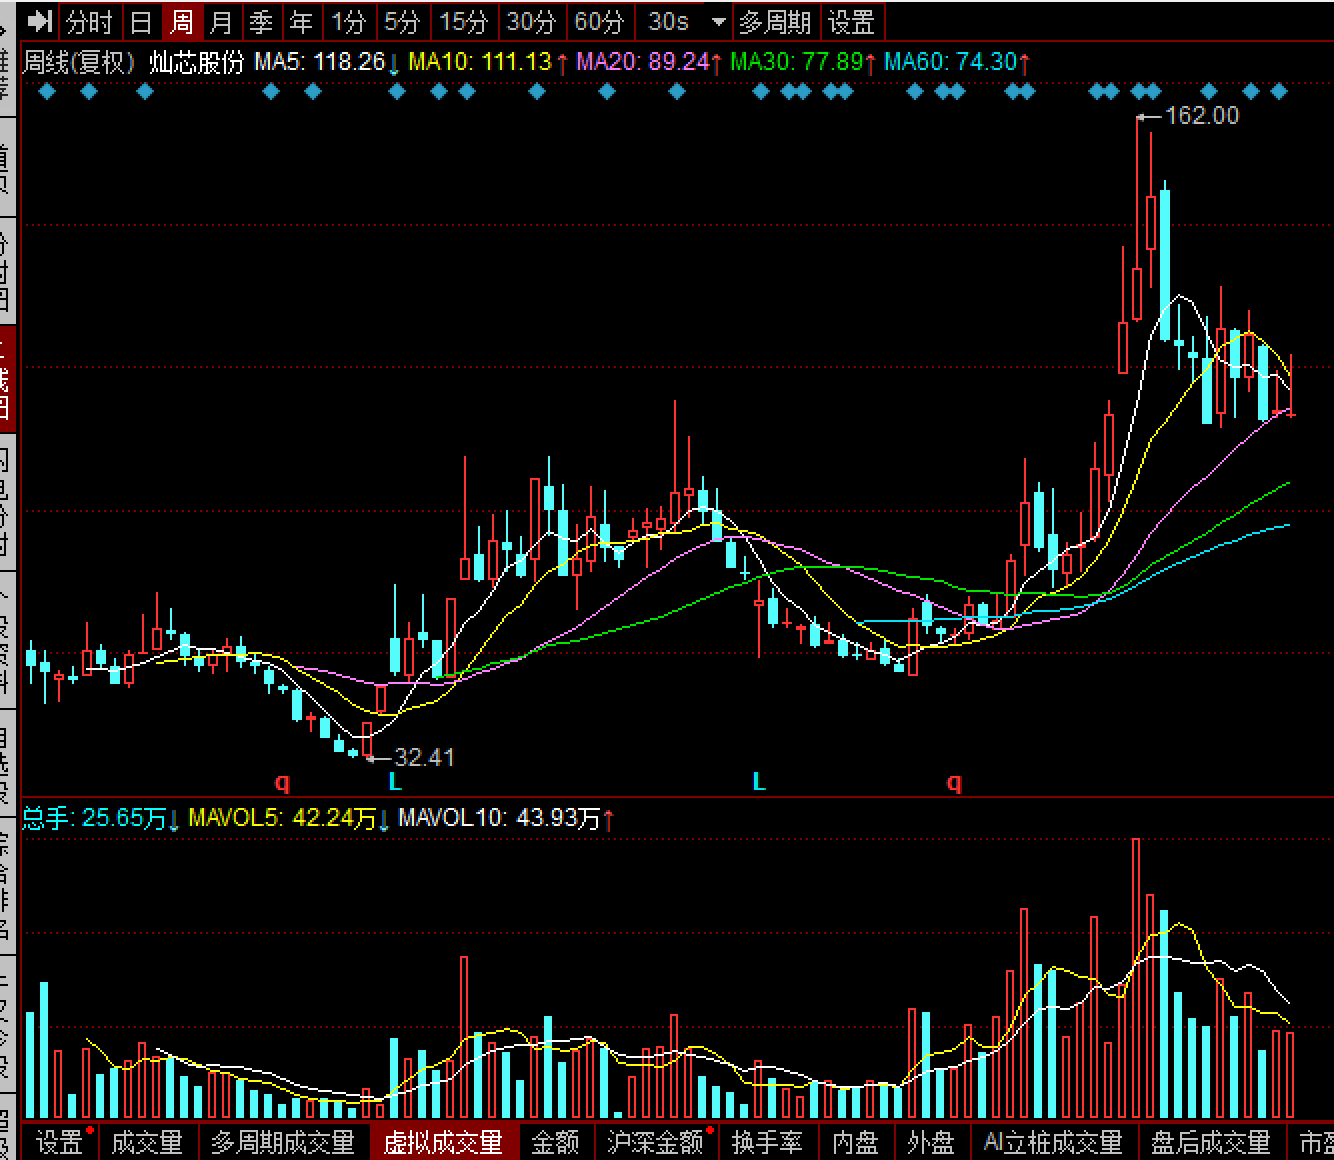 分时 日 周 月 季 年 1分 5分 15分 30分 60分 30s 多周期 设置
周线(复权) 灿芯股份 MA5: 118.26↓ MA10: 111.13↑ MA20: 89.24↑ MA30: 77.89↑ MA60: 74.30↑
162.00
32.41
q L L q
总手: 25.65万↓ MAVOL5: 42.24万↓ MAVOL10: 43.93万↑
设置 成交量 多周期成交量 虚拟成交量 金额 沪深金额 换手率 内盘 外盘 AI立桩成交量 盘后成交量